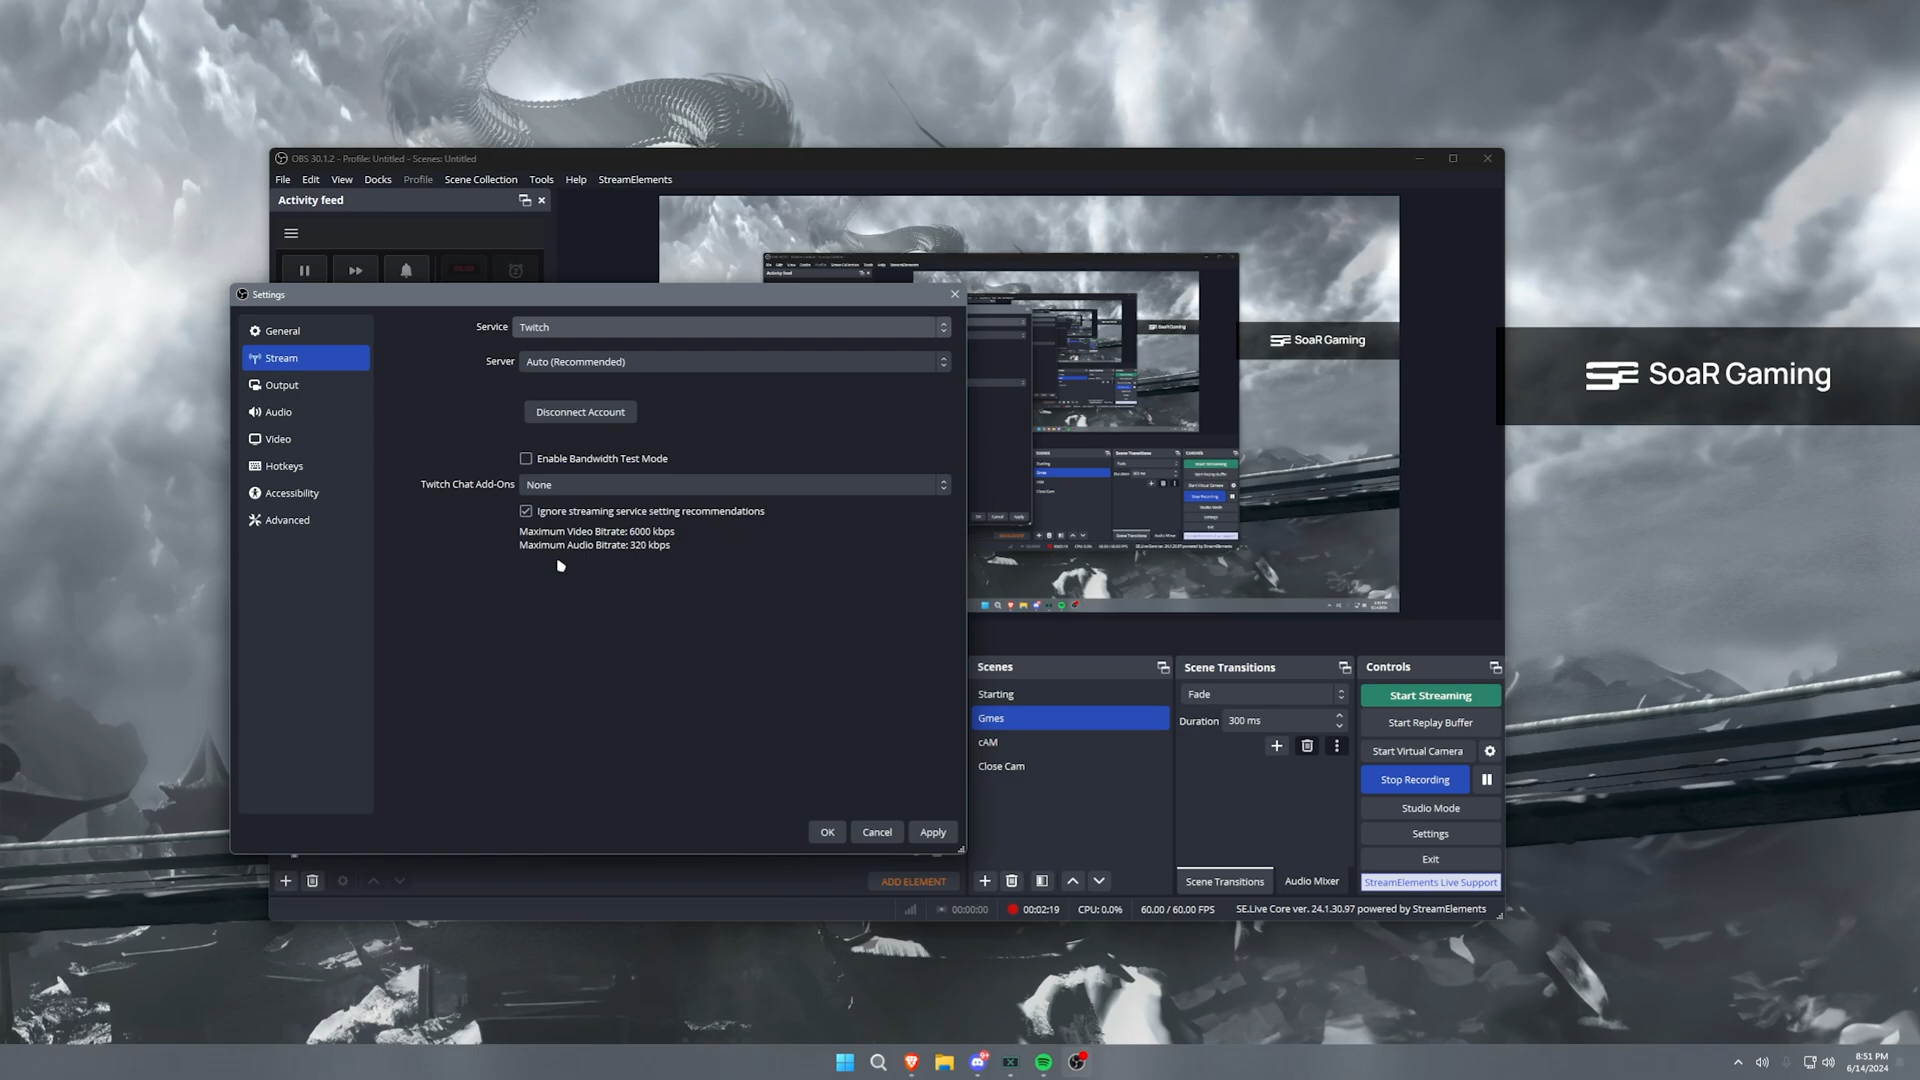 OBS 30.1.2 - Profile: Untitled - Scenes: Untitled
File Edit View Docks Profile Scene Collection Tools Help StreamElements
Activity feed
Settings
General
Stream
Output
Audio
Video
Hotkeys
Accessibility
Advanced
Service Twitch
Server Auto (Recommended)
Disconnect Account
Enable Bandwidth Test Mode
Twitch Chat Add-Ons None
Ignore streaming service setting recommendations
Maximum Video Bitrate: 6000 kbps
Maximum Audio Bitrate: 320 kbps
OK Cancel Apply
SoaR Gaming
SoaR Gaming
SoaR Gaming
Scenes
Starting
Gmes
cAM
Close Cam
Scene Transitions
Fade
Duration 300 ms
Scene Transitions Audio Mixer
Controls
Start Streaming
Start Replay Buffer
Start Virtual Camera
Stop Recording
Studio Mode
Settings
Exit
StreamElements Live Support
ADD ELEMENT
00:00:00 00:02:19 CPU: 0.0% 60.00 / 60.00 FPS SE.Live Core ver. 24.1.30.97 powered by StreamElements
8:51 PM
6/14/2024